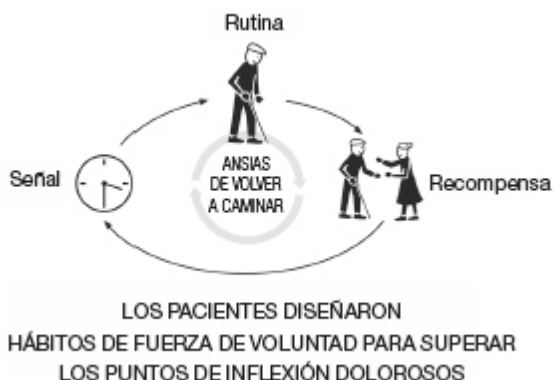 Rutina
Señal
ANSIAS
DE VOLVER
A CAMINAR
Recompensa
LOS PACIENTES DISEÑARON
HÁBITOS DE FUERZA DE VOLUNTAD PARA SUPERAR
LOS PUNTOS DE INFLEXIÓN DOLOROSOS